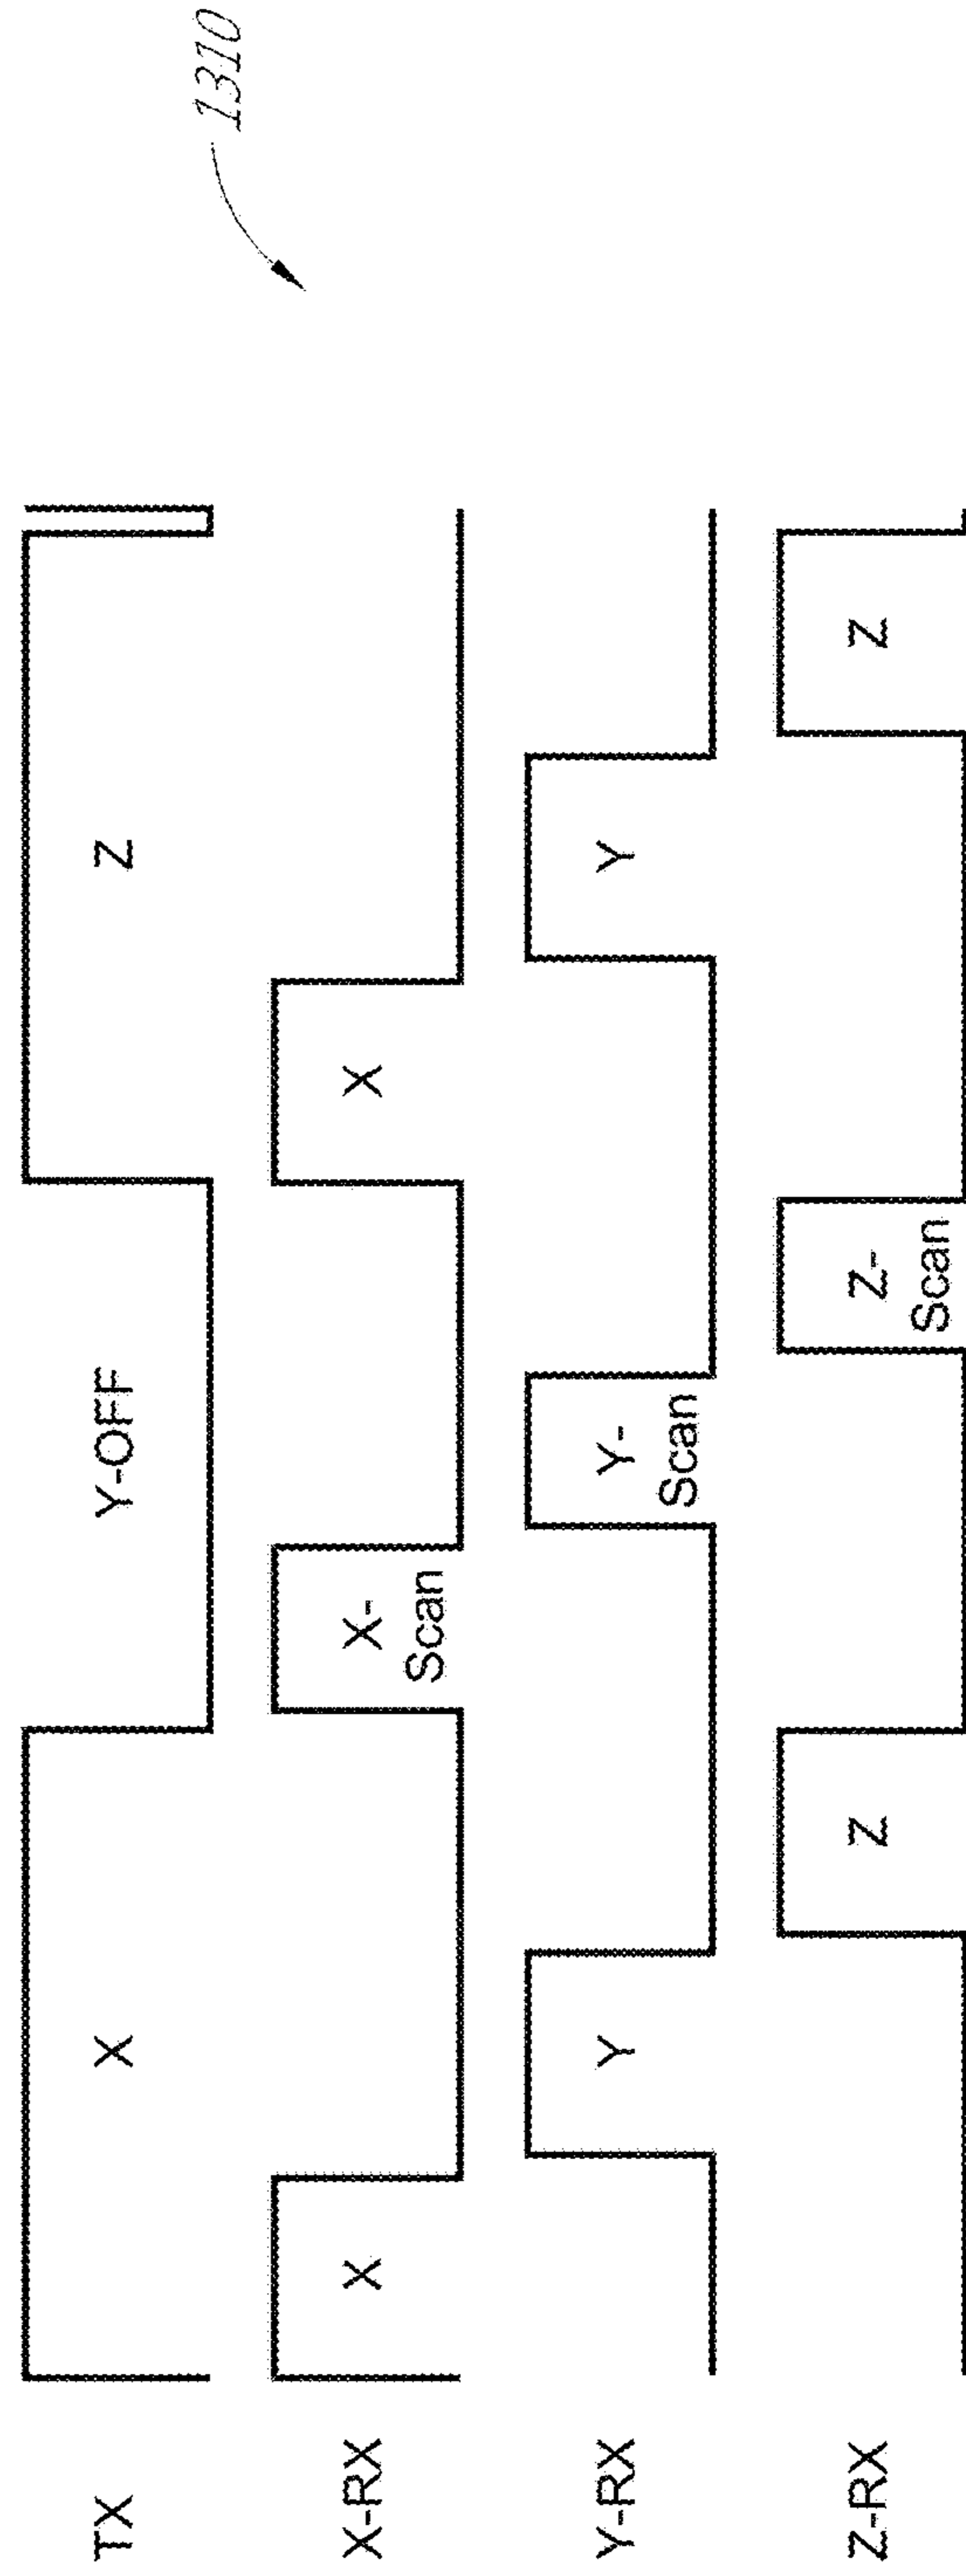 1310
TX
X
Y-OFF
Z
X-RX
X
X-
Scan
X
Y-RX
Y
Y-
Scan
Y
Z-RX
Z
Z-
Scan
Z